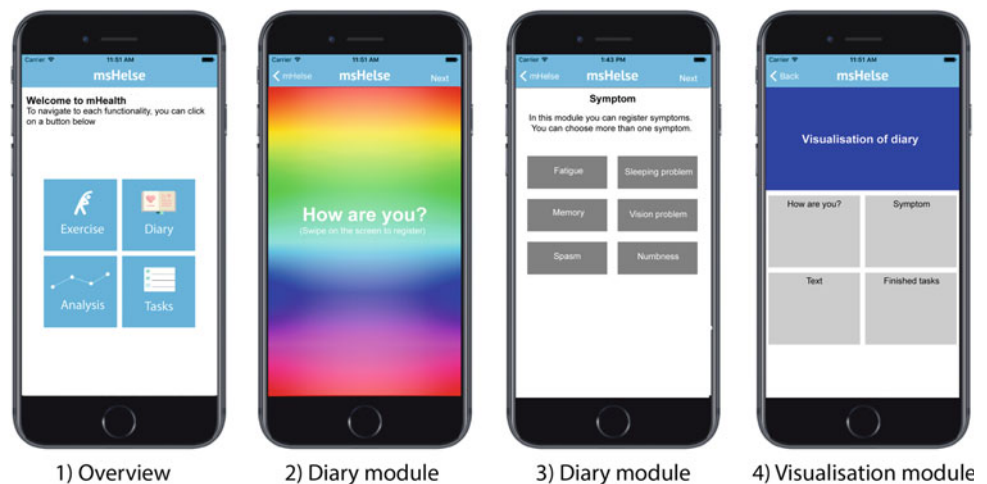 Carrier 11:51 AM
msHelse
Welcome to mHealth
To navigate to each functionality, you can click
on a button below
Exercise
Diary
Analysis
Tasks
1) Overview
Carrier 11:51 AM
mHelse msHelse Next
How are you?
(Swipe on the screen to register)
2) Diary module
Carrier 1:43 PM
mHelse msHelse Next
Symptom
In this module you can register symptoms.
You can choose more than one symptom.
Fatigue
Sleeping problem
Memory
Vision problem
Spasm
Numbness
3) Diary module
Carrier 11:51 AM
Back msHelse
Visualisation of diary
How are you?
Symptom
Text
Finished tasks
4) Visualisation module